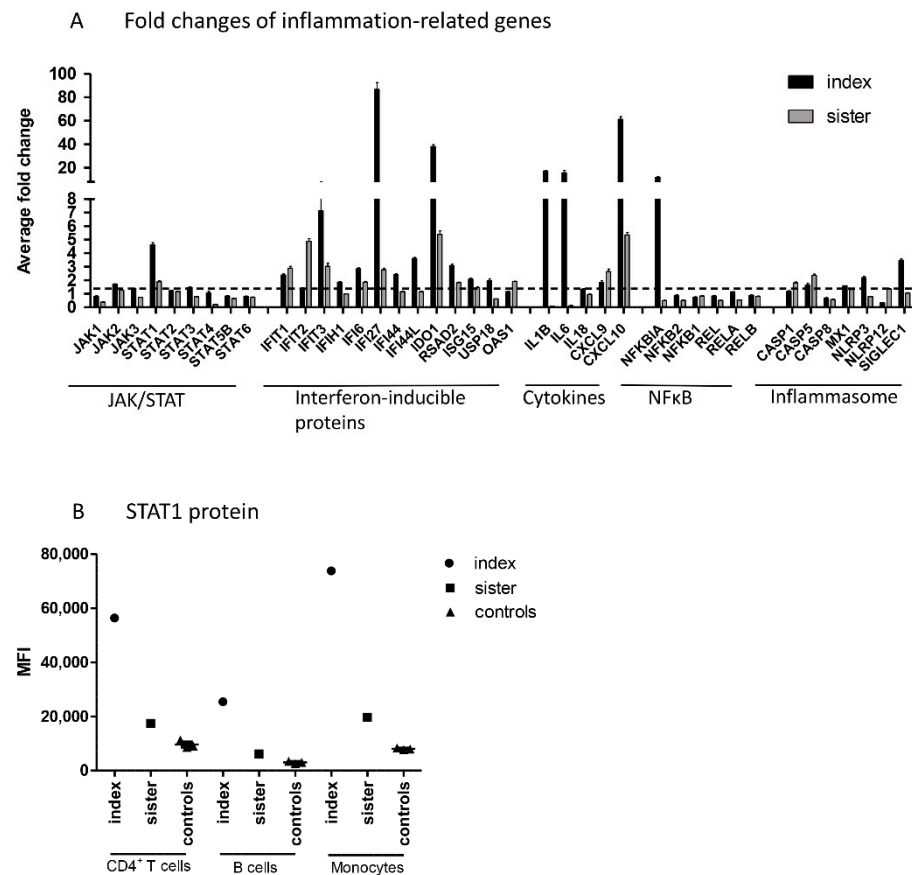 A Fold changes of inflammation-related genes
index
sister
Average fold change
100
80
60
40
20
8
7
6
5
4
3
2
1
0
JAK1 JAK2 JAK3 STAT1 STAT2 STAT3 STAT4 STAT5B STAT6 IFIT1 IFIT2 IFIT3 IFIH1 IFI6 IFI27 IFI44 IFI44L IDO1 RSAD2 ISG15 USP18 OAS1 IL1B IL6 IL18 CXCL9 CXCL10 NFKBIA NFKB2 NFKB1 REL RELA RELB CASP1 CASP5 CASP8 MX1 NLRP3 NLRP12 SIGLEC1
JAK/STAT Interferon-inducible Cytokines NFκB Inflammasome
proteins
B STAT1 protein
index
sister
controls
MFI
80,000
60,000
40,000
20,000
0
index sister controls index sister controls index sister controls
CD4+ T cells B cells Monocytes